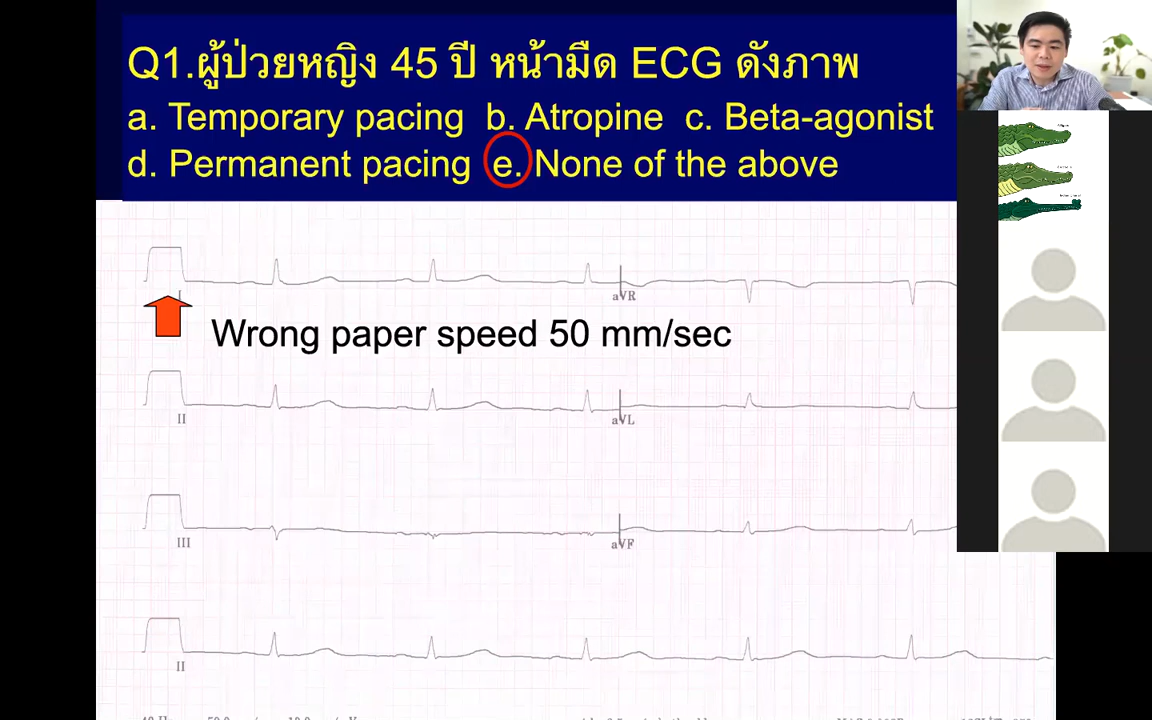 Q1.ผู้ป่วยหญิง 45 ปี หน้ามืด ECG ดังภาพ
a. Temporary pacing b. Atropine c. Beta-agonist
d. Permanent pacing e. None of the above
I
aVR
Wrong paper speed 50 mm/sec
II
aVL
III
aVF
II